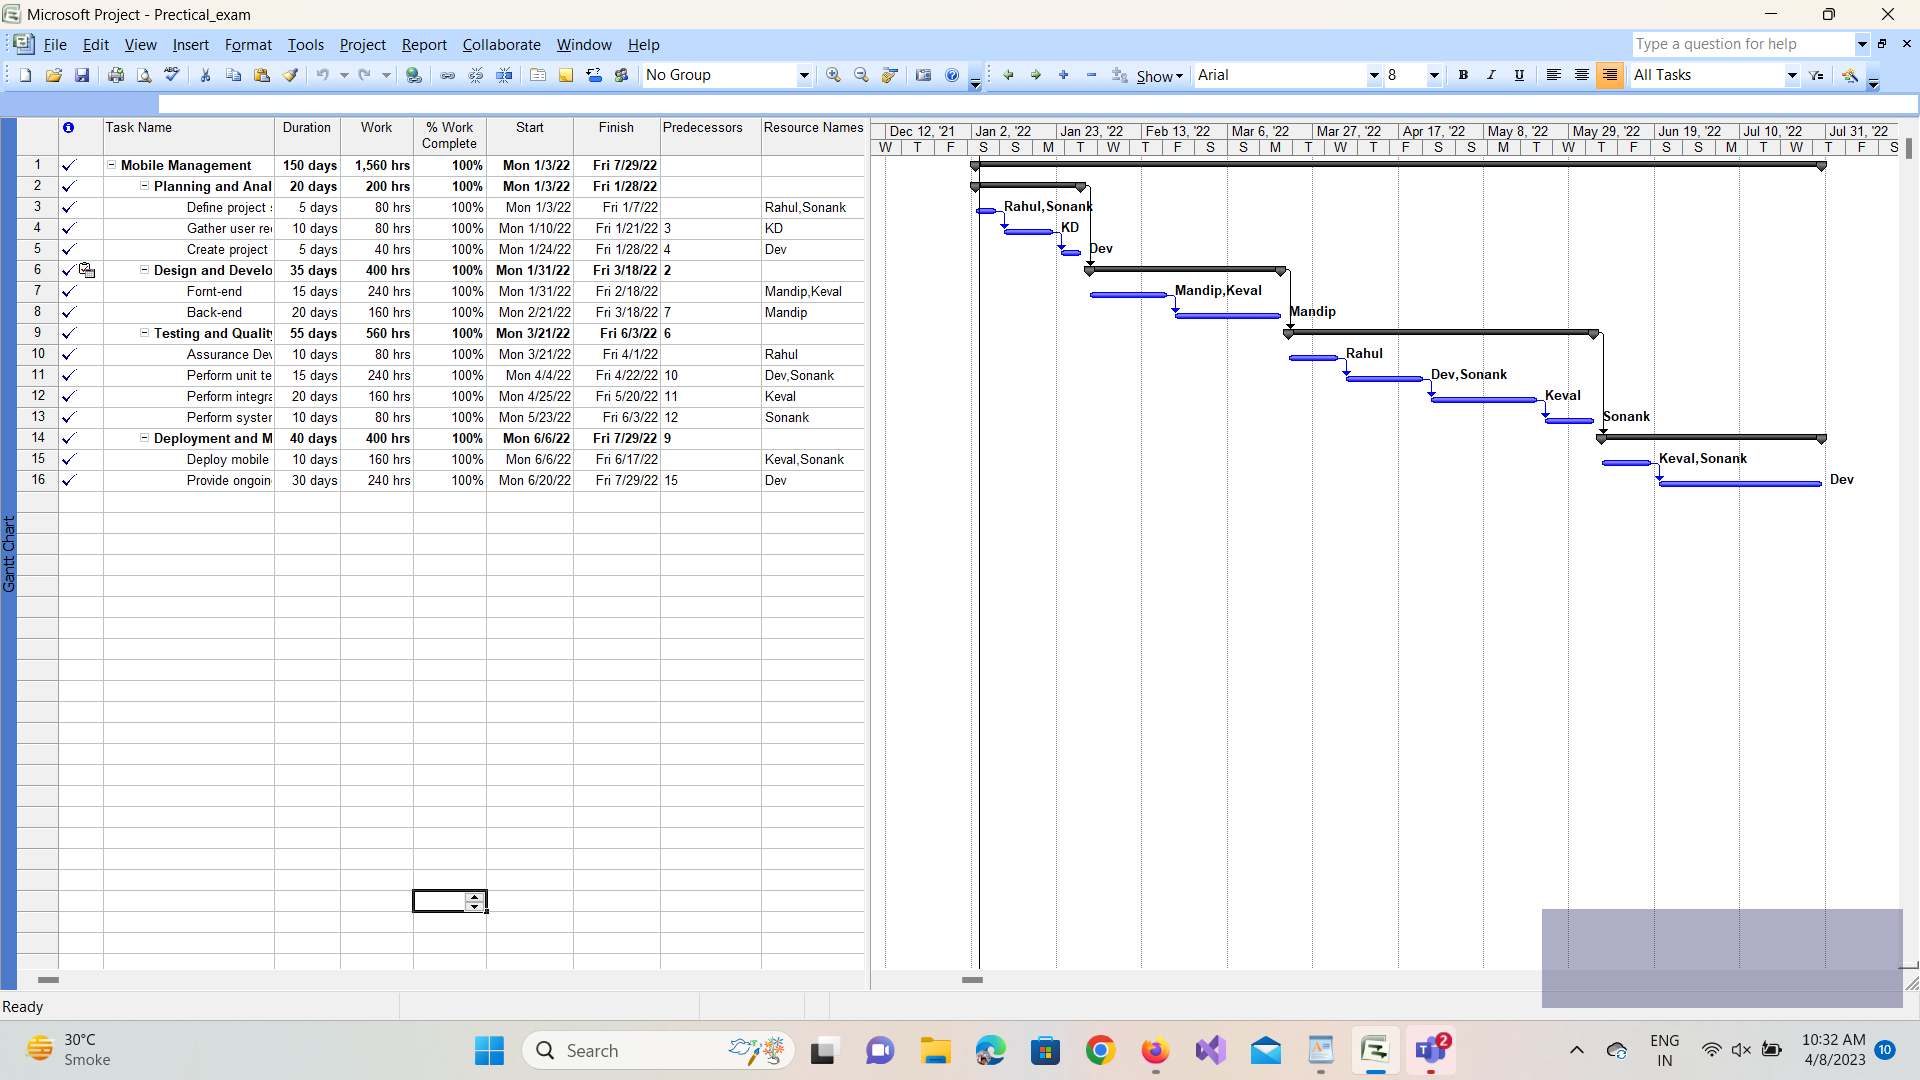 Microsoft Project - Prectical_exam
File Edit View Insert Format Tools Project Report Collaborate Window Help Type a question for help
No Group Show Arial 8 B I U All Tasks
Task Name Duration Work % Work Complete Start Finish Predecessors Resource Names
1 Mobile Management 150 days 1,560 hrs 100% Mon 1/3/22 Fri 7/29/22
2 Planning and Anal 20 days 200 hrs 100% Mon 1/3/22 Fri 1/28/22
3 Define project 5 days 80 hrs 100% Mon 1/3/22 Fri 1/7/22 Rahul,Sonank
4 Gather user re 10 days 80 hrs 100% Mon 1/10/22 Fri 1/21/22 3 KD
5 Create project 5 days 40 hrs 100% Mon 1/24/22 Fri 1/28/22 4 Dev
6 Design and Develo 35 days 400 hrs 100% Mon 1/31/22 Fri 3/18/22 2
7 Fornt-end 15 days 240 hrs 100% Mon 1/31/22 Fri 2/18/22 Mandip,Keval
8 Back-end 20 days 160 hrs 100% Mon 2/21/22 Fri 3/18/22 7 Mandip
9 Testing and Quality 55 days 560 hrs 100% Mon 3/21/22 Fri 6/3/22 6
10 Assurance Dev 10 days 80 hrs 100% Mon 3/21/22 Fri 4/1/22 Rahul
11 Perform unit te 15 days 240 hrs 100% Mon 4/4/22 Fri 4/22/22 10 Dev,Sonank
12 Perform integra 20 days 160 hrs 100% Mon 4/25/22 Fri 5/20/22 11 Keval
13 Perform syster 10 days 80 hrs 100% Mon 5/23/22 Fri 6/3/22 12 Sonank
14 Deployment and M 40 days 400 hrs 100% Mon 6/6/22 Fri 7/29/22 9
15 Deploy mobile 10 days 160 hrs 100% Mon 6/6/22 Fri 6/17/22 Keval,Sonank
16 Provide ongoin 30 days 240 hrs 100% Mon 6/20/22 Fri 7/29/22 15 Dev
Dec 12, '21 Jan 2, '22 Jan 23, '22 Feb 13, '22 Mar 6, '22 Mar 27, '22 Apr 17, '22 May 8, '22 May 29, '22 Jun 19, '22 Jul 10, '22 Jul 31, '22
W T F S S M T W T F S S M T W T F S S M T W T F S S M T W T F S
Rahul,Sonank
KD
Dev
Mandip,Keval
Mandip
Rahul
Dev,Sonank
Keval
Sonank
Keval,Sonank
Dev
Gantt Chart
Ready
30°C
Smoke
Search
2
ENG
IN
10:32 AM
4/8/2023
10